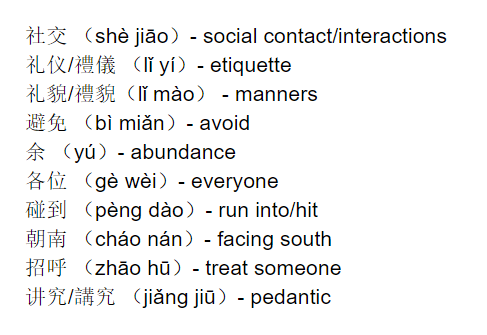 社交 （shè jiāo）- social contact/interactions
礼仪/禮儀 （lǐ yí）- etiquette
礼貌/禮貌（lǐ mào） - manners
避免 （bì miǎn）- avoid
余 （yú）- abundance
各位 （gè wèi）- everyone
碰到 （pèng dào）- run into/hit
朝南 （cháo nán）- facing south
招呼 （zhāo hū）- treat someone
讲究/講究 （jiǎng jiū）- pedantic